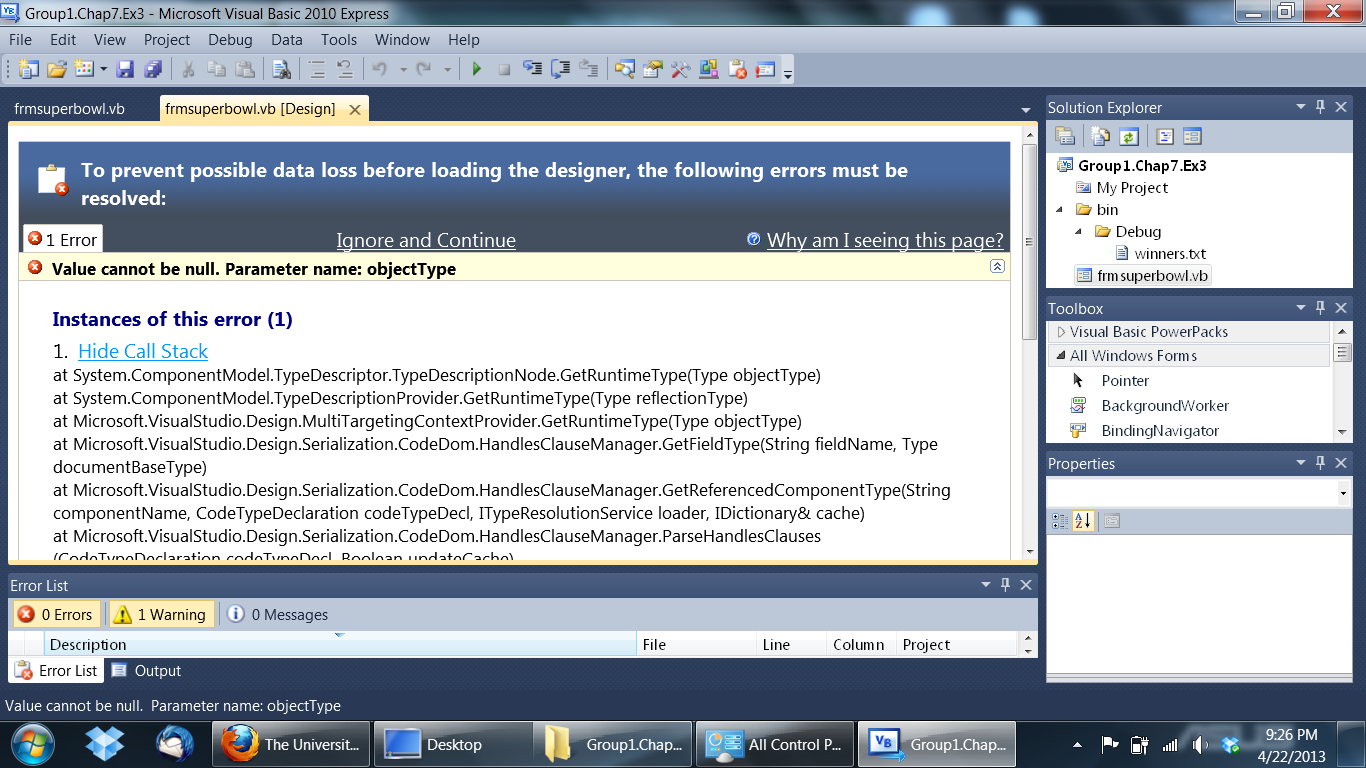 Group1.Chap7.Ex3 - Microsoft Visual Basic 2010 Express
File Edit View Project Debug Data Tools Window Help
frmsuperbowl.vb
frmsuperbowl.vb [Design]
To prevent possible data loss before loading the designer, the following errors must be
resolved:
1 Error
Ignore and Continue
Why am I seeing this page?
Value cannot be null. Parameter name: objectType
Instances of this error (1)
1. Hide Call Stack
at System.ComponentModel.TypeDescriptor.TypeDescriptionNode.GetRuntimeType(Type objectType)
at System.ComponentModel.TypeDescriptionProvider.GetRuntimeType(Type reflectionType)
at Microsoft.VisualStudio.Design.MultiTargetingContextProvider.GetRuntimeType(Type objectType)
at Microsoft.VisualStudio.Design.Serialization.CodeDom.HandlesClauseManager.GetFieldType(String fieldName, Type
documentBaseType)
at Microsoft.VisualStudio.Design.Serialization.CodeDom.HandlesClauseManager.GetReferencedComponentType(String
componentName, CodeTypeDeclaration codeTypeDecl, ITypeResolutionService loader, IDictionary& cache)
at Microsoft.VisualStudio.Design.Serialization.CodeDom.HandlesClauseManager.ParseHandlesClauses
(CodeTypeDeclaration codeTypeDecl, Boolean updateCache)
Solution Explorer
Group1.Chap7.Ex3
My Project
bin
Debug
winners.txt
frmsuperbowl.vb
Toolbox
Visual Basic PowerPacks
All Windows Forms
Pointer
BackgroundWorker
BindingNavigator
Properties
Error List
0 Errors
1 Warning
0 Messages
Description File Line Column Project
Error List
Output
Value cannot be null. Parameter name: objectType
The Universit...
Desktop
Group1.Chap...
All Control P...
Group1.Chap...
9:26 PM
4/22/2013